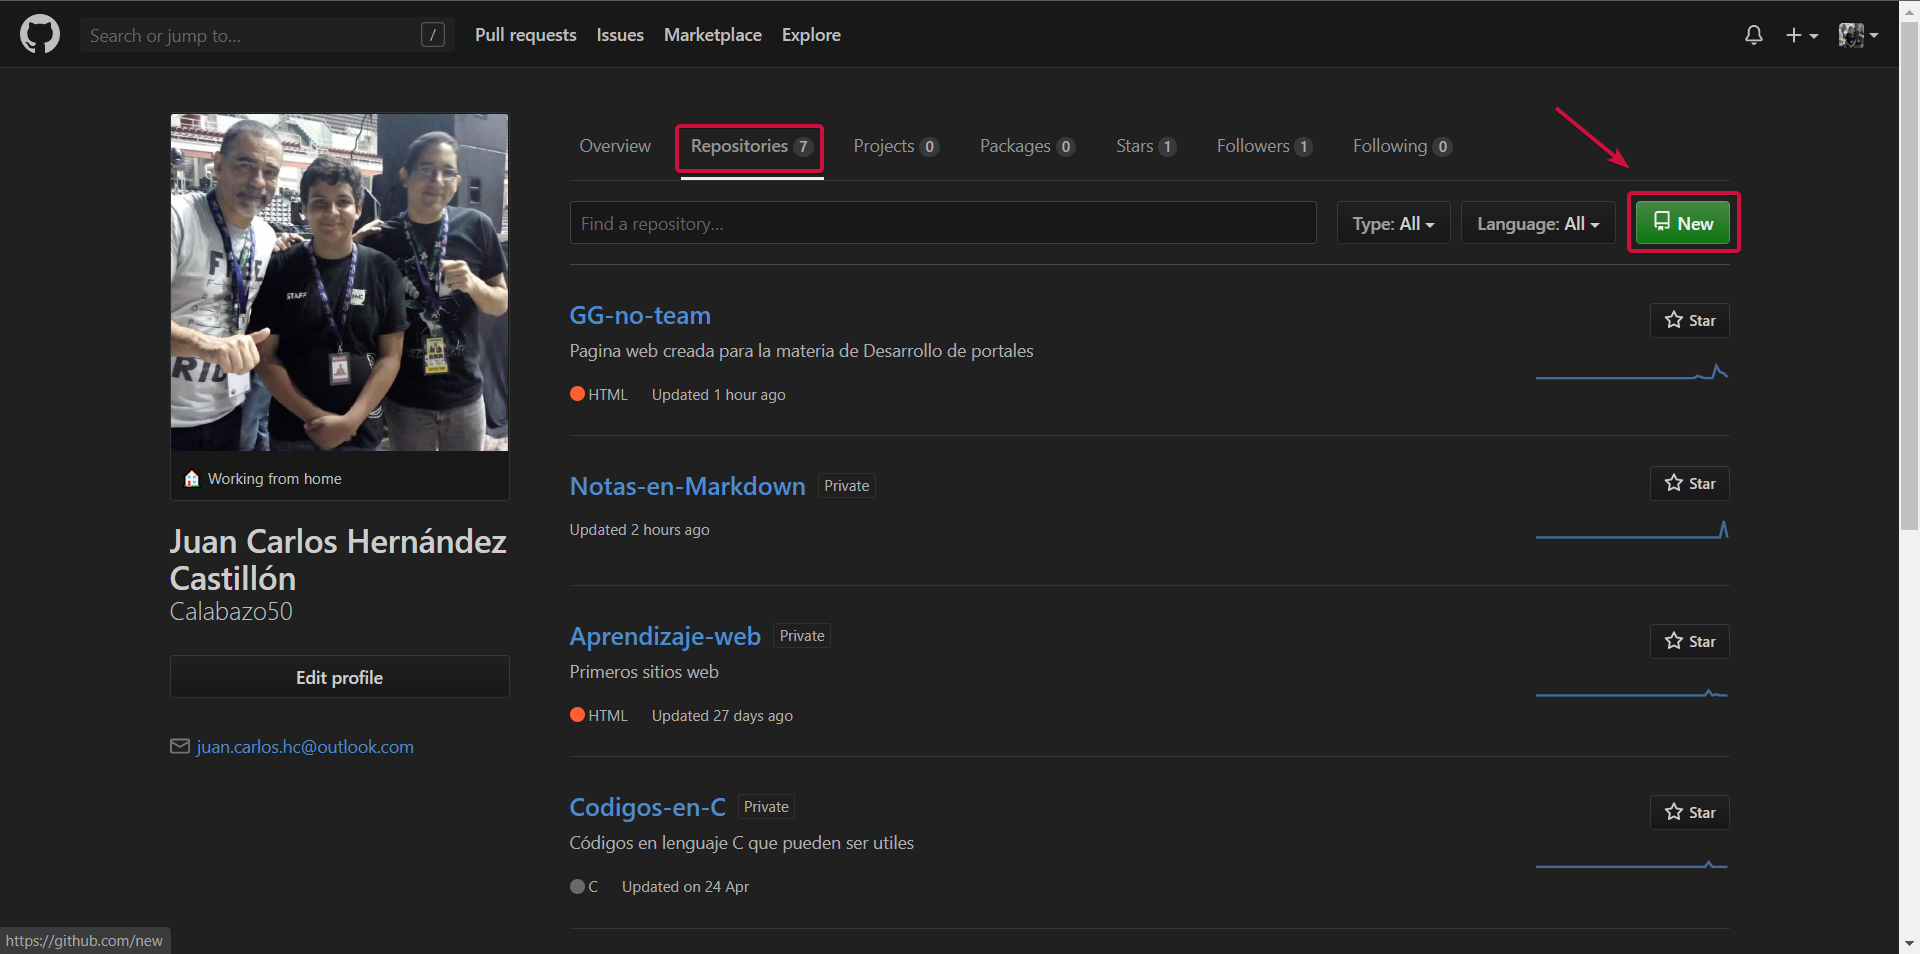 Search or jump to...
/
Pull requests
Issues
Marketplace
Explore
Overview
Repositories 7
Projects 0
Packages 0
Stars 1
Followers 1
Following 0
Find a repository...
Type: All
Language: All
New
STAFF
Working from home
Juan Carlos Hernández
Castillón
Calabazo50
Edit profile
juan.carlos.hc@outlook.com
GG-no-team
Star
Pagina web creada para la materia de Desarrollo de portales
HTML
Updated 1 hour ago
Notas-en-Markdown
Private
Star
Updated 2 hours ago
Aprendizaje-web
Private
Star
Primeros sitios web
HTML
Updated 27 days ago
Codigos-en-C
Private
Star
Códigos en lenguaje C que pueden ser utiles
C
Updated on 24 Apr
https://github.com/new